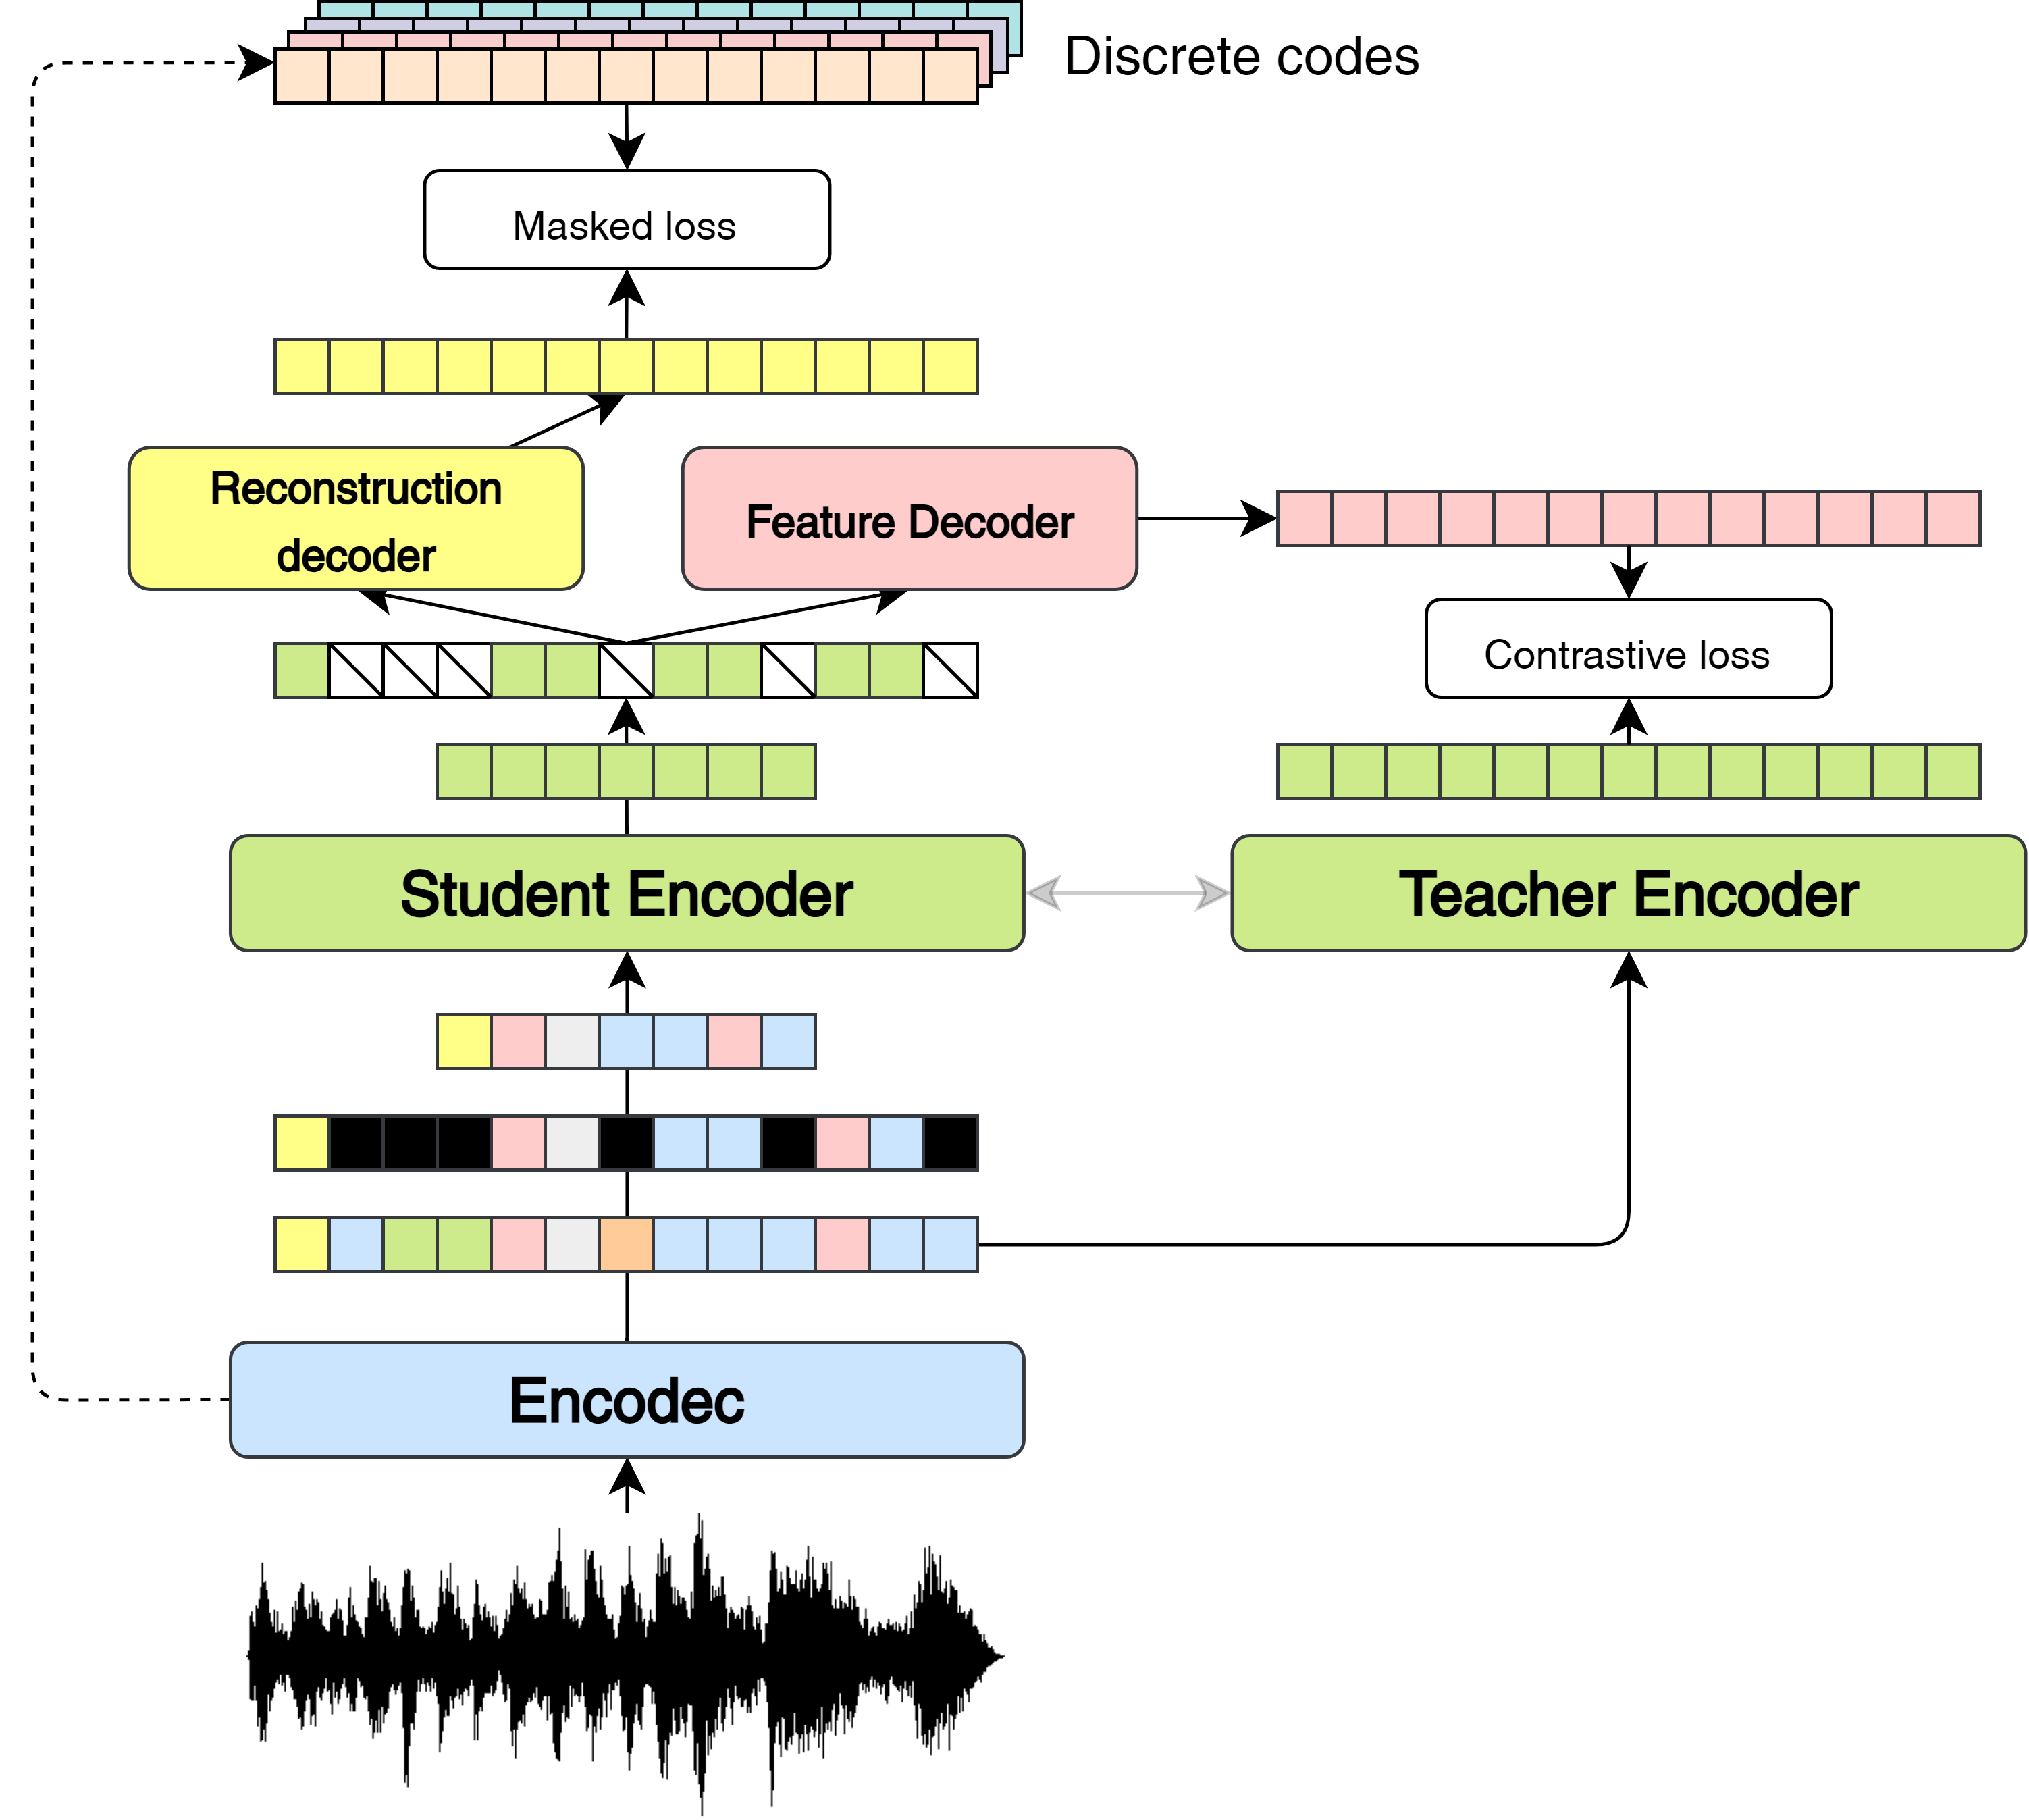 Discrete codes
Masked loss
Reconstruction
decoder
Feature Decoder
Contrastive loss
Student Encoder
Teacher Encoder
Encodec